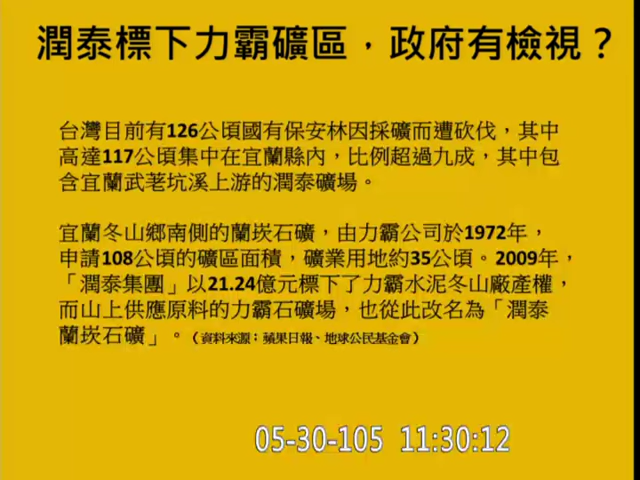 潤泰標下力霸礦區，政府有檢視？
台灣目前有126公頃國有保安林因採礦而遭砍伐，其中
高達117公頃集中在宜蘭縣內，比例超過九成，其中包
含宜蘭武荖坑溪上游的潤泰礦場。
宜蘭冬山鄉南側的蘭崁石礦，由力霸公司於1972年，
申請108公頃的礦區面積，礦業用地約35公頃。2009年，
「潤泰集團」以21.24億元標下了力霸水泥冬山廠產權，
而山上供應原料的力霸石礦場，也從此改名為「潤泰
蘭崁石礦」。（資料來源：蘋果日報、地球公民基金會）
05-30-105 11:30:12